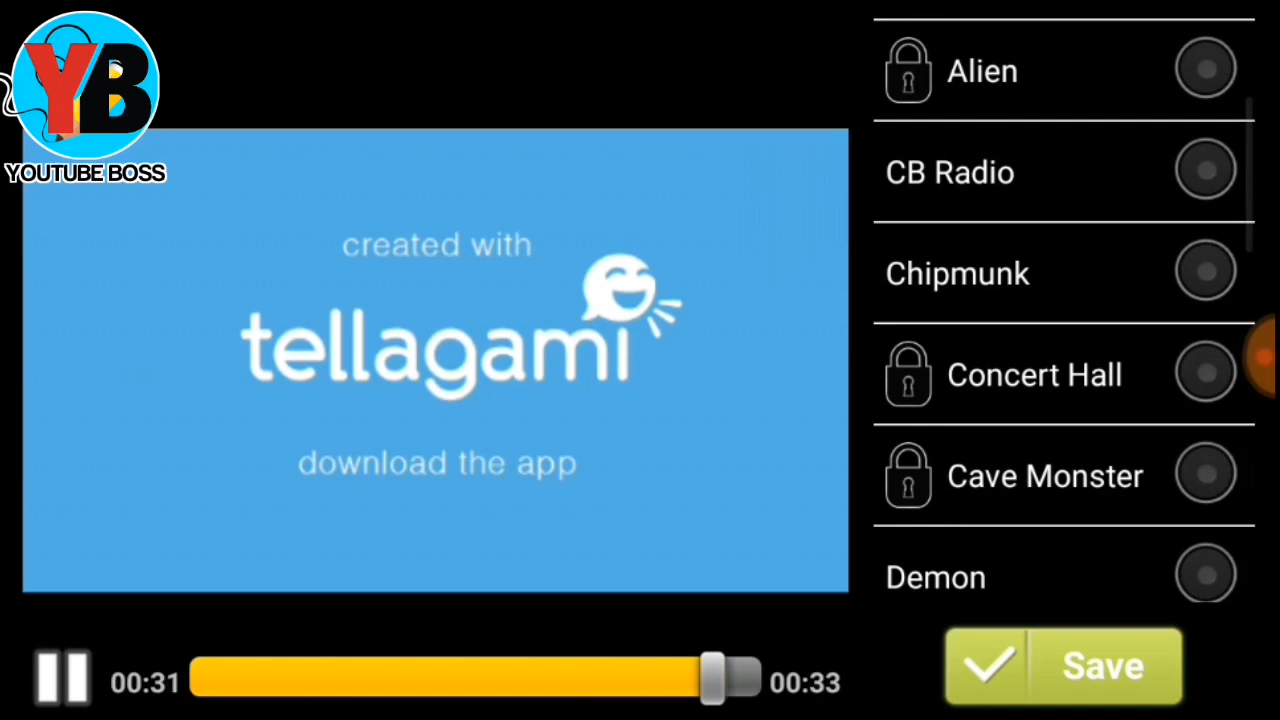 YB
YOUTUBE BOSS
created with
tellagami
download the app
Alien
CB Radio
Chipmunk
Concert Hall
Cave Monster
Demon
00:31
00:33
Save